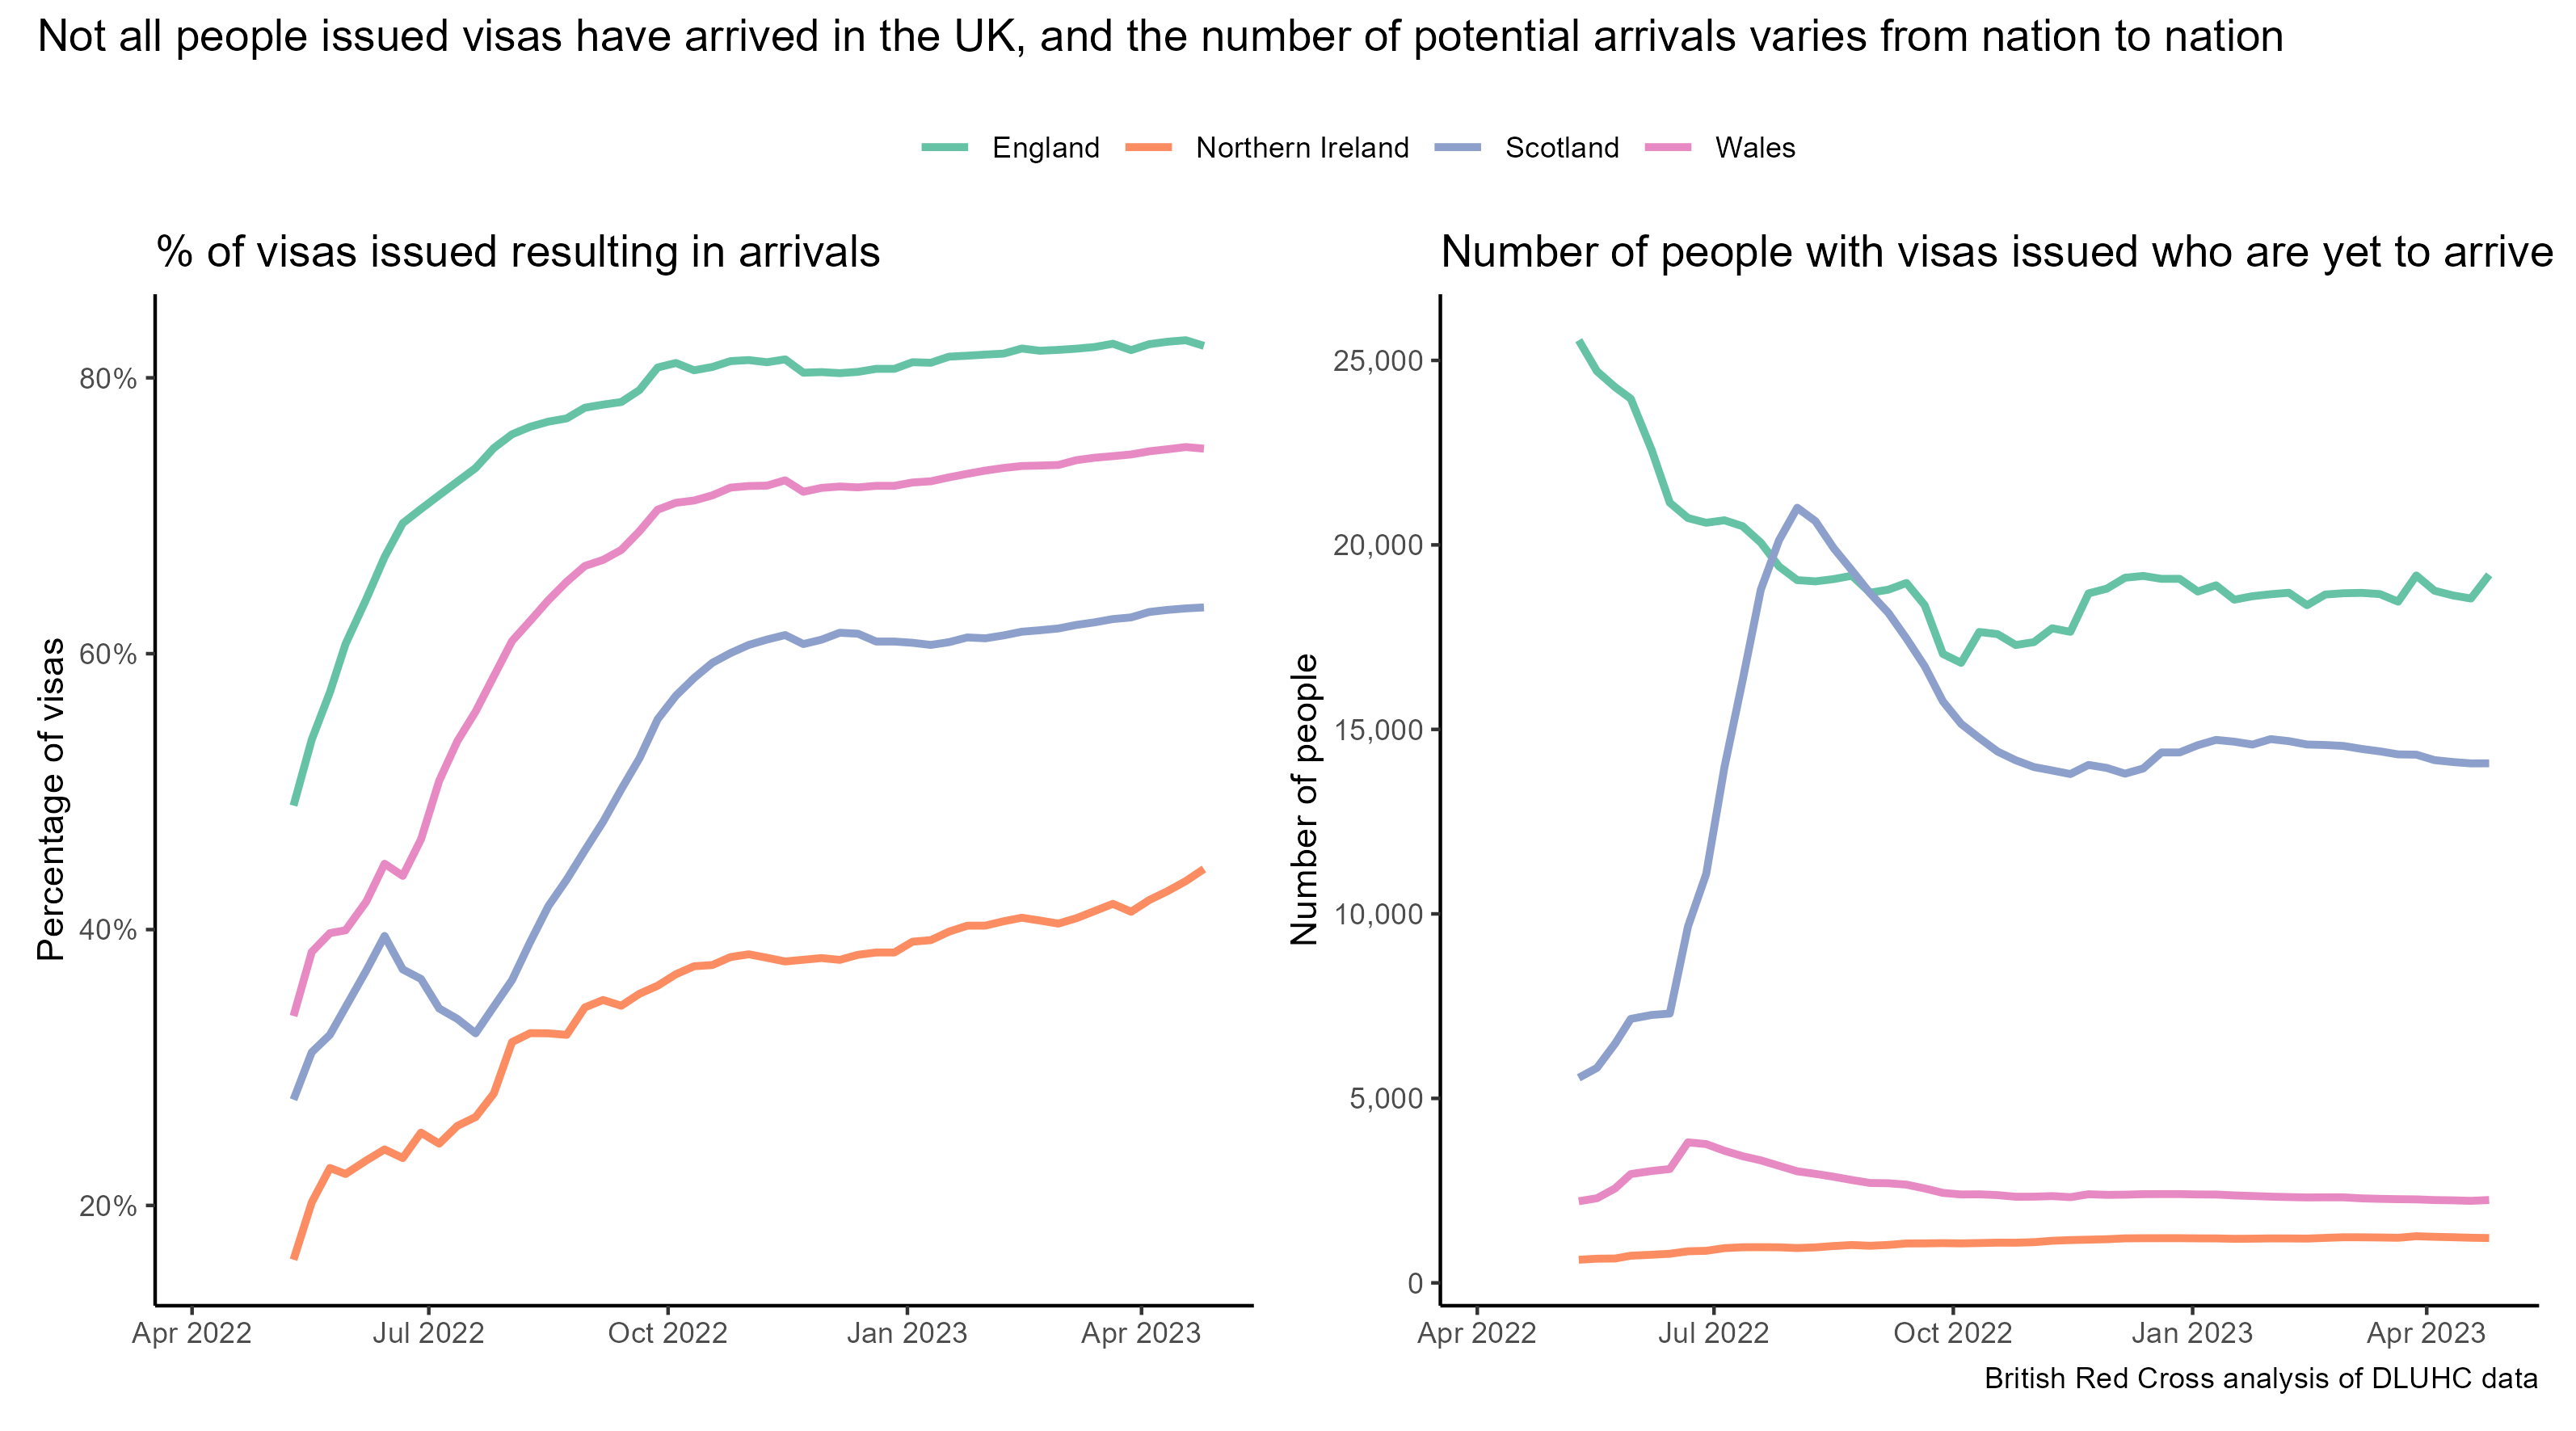 Not all people issued visas have arrived in the UK, and the number of potential arrivals varies from nation to nation
England
Northern Ireland
Scotland
Wales
% of visas issued resulting in arrivals
Percentage of visas
80%
60%
40%
20%
Apr 2022
Jul 2022
Oct 2022
Jan 2023
Apr 2023
Number of people with visas issued who are yet to arrive
Number of people
25,000
20,000
15,000
10,000
5,000
0
Apr 2022
Jul 2022
Oct 2022
Jan 2023
Apr 2023
British Red Cross analysis of DLUHC data